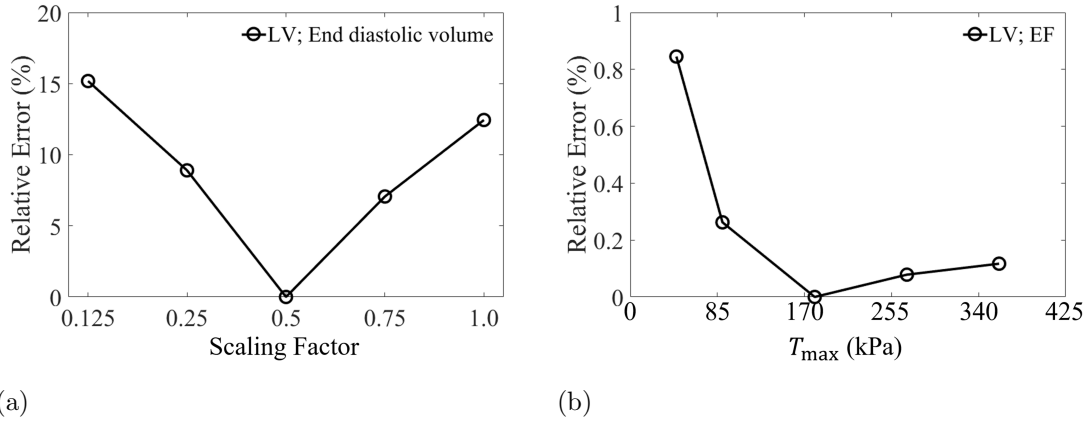 20
15
10
5
0
Relative Error (%)
LV; End diastolic volume
0.125 0.25 0.5 0.75 1.0
Scaling Factor
(a)
1
0.8
0.6
0.4
0.2
0
Relative Error (%)
LV; EF
0 85 170 255 340 425
Tmax (kPa)
(b)